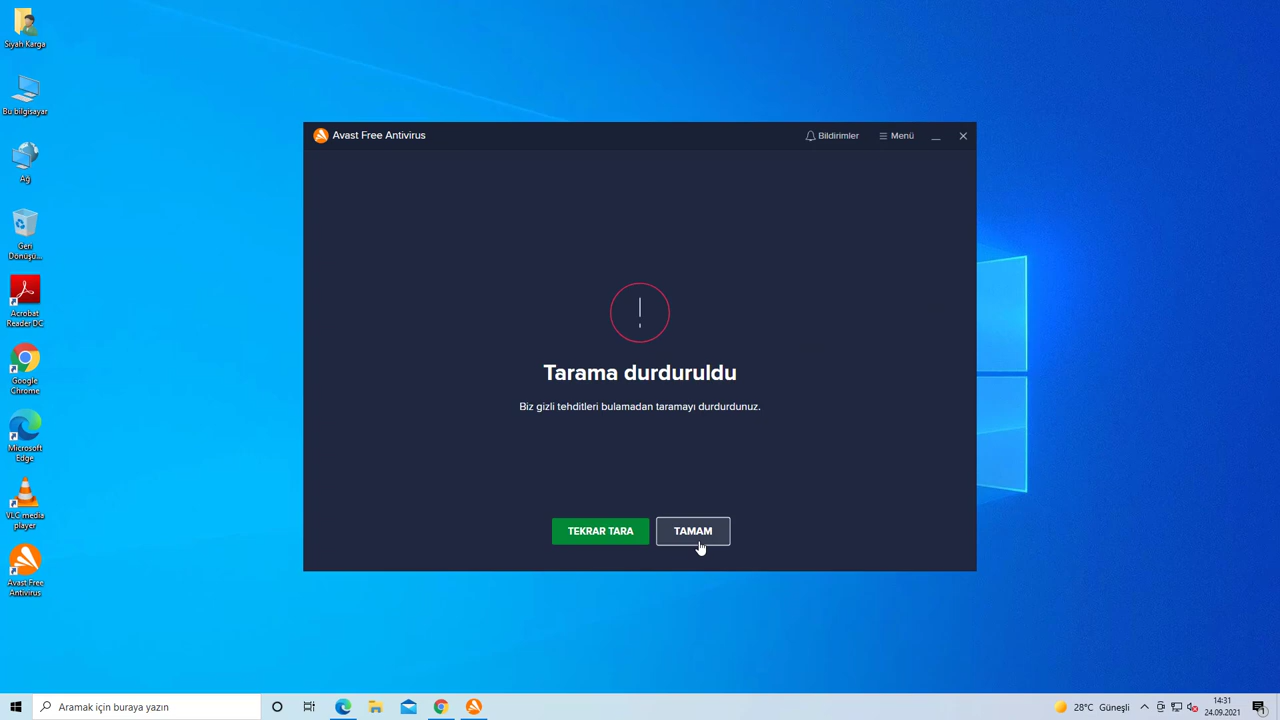 Siyah Karga
Bu bilgisayar
Ağ
Geri
Dönüşü...
Acrobat
Reader DC
Google
Chrome
Microsoft
Edge
VLC media
player
Avast Free
Antivirus
Avast Free Antivirus
Bildirimler
Menü
Tarama durduruldu
Biz gizli tehditleri bulamadan taramayı durdurdunuz.
TEKRAR TARA
TAMAM
Aramak için buraya yazın
28°C Güneşli
14:31
24.09.2021
1